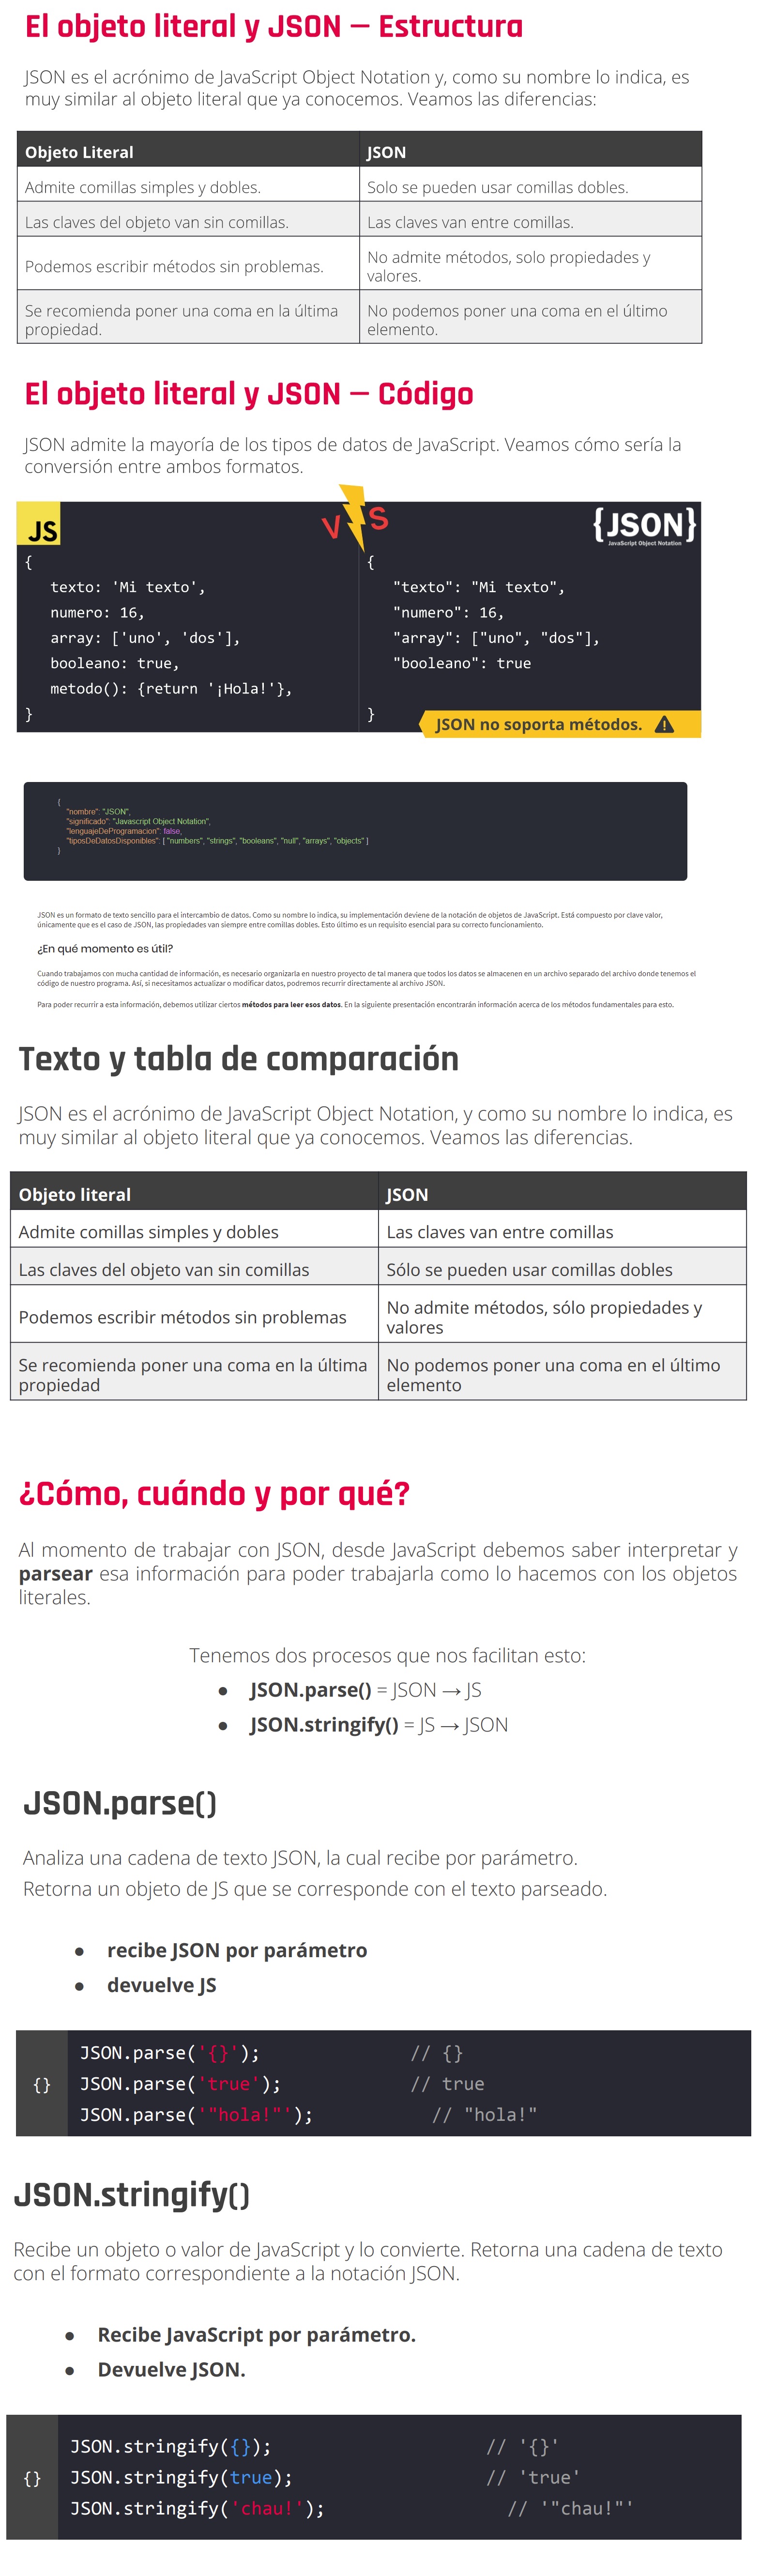 El objeto literal y JSON — Estructura
JSON es el acrónimo de JavaScript Object Notation y, como su nombre lo indica, es
muy similar al objeto literal que ya conocemos. Veamos las diferencias:
Objeto Literal JSON
Admite comillas simples y dobles. Solo se pueden usar comillas dobles.
Las claves del objeto van sin comillas. Las claves van entre comillas.
Podemos escribir métodos sin problemas. No admite métodos, solo propiedades y
valores.
Se recomienda poner una coma en la última
propiedad. No podemos poner una coma en el último
elemento.
El objeto literal y JSON — Código
JSON admite la mayoría de los tipos de datos de JavaScript. Veamos cómo sería la
conversión entre ambos formatos.
JS
VS
{JSON}
JavaScript Object Notation
{
texto: 'Mi texto',
numero: 16,
array: ['uno', 'dos'],
booleano: true,
metodo(): {return '¡Hola!'},
}
{
"texto": "Mi texto",
"numero": 16,
"array": ["uno", "dos"],
"booleano": true
}
JSON no soporta métodos.
{
"nombre": "JSON",
"significado": "Javascript Object Notation",
"lenguajeDeProgramacion": false,
"tiposDeDatosDisponibles": [ "numbers", "strings", "booleans", "null", "arrays", "objects" ]
}
JSON es un formato de texto sencillo para el intercambio de datos. Como su nombre lo indica, su implementación deviene de la notación de objetos de JavaScript. Está compuesto por clave valor,
únicamente que es el caso de JSON, las propiedades van siempre entre comillas dobles. Esto último es un requisito esencial para su correcto funcionamiento.
¿En qué momento es útil?
Cuando trabajamos con mucha cantidad de información, es necesario organizarla en nuestro proyecto de tal manera que todos los datos se almacenen en un archivo separado del archivo donde tenemos el
código de nuestro programa. Así, si necesitamos actualizar o modificar datos, podremos recurrir directamente al archivo JSON.
Para poder recurrir a esta información, debemos utilizar ciertos métodos para leer esos datos. En la siguiente presentación encontrarán información acerca de los métodos fundamentales para esto.
Texto y tabla de comparación
JSON es el acrónimo de JavaScript Object Notation, y como su nombre lo indica, es
muy similar al objeto literal que ya conocemos. Veamos las diferencias.
Objeto literal JSON
Admite comillas simples y dobles Las claves van entre comillas
Las claves del objeto van sin comillas Sólo se pueden usar comillas dobles
Podemos escribir métodos sin problemas No admite métodos, sólo propiedades y
valores
Se recomienda poner una coma en la última
propiedad No podemos poner una coma en el último
elemento
¿Cómo, cuándo y por qué?
Al momento de trabajar con JSON, desde JavaScript debemos saber interpretar y
parsear esa información para poder trabajarla como lo hacemos con los objetos
literales.
Tenemos dos procesos que nos facilitan esto:
● JSON.parse() = JSON → JS
● JSON.stringify() = JS → JSON
JSON.parse()
Analiza una cadena de texto JSON, la cual recibe por parámetro.
Retorna un objeto de JS que se corresponde con el texto parseado.
● recibe JSON por parámetro
● devuelve JS
{}
JSON.parse('{}'); // {}
JSON.parse('true'); // true
JSON.parse('"hola!"'); // "hola!"
JSON.stringify()
Recibe un objeto o valor de JavaScript y lo convierte. Retorna una cadena de texto
con el formato correspondiente a la notación JSON.
● Recibe JavaScript por parámetro.
● Devuelve JSON.
{}
JSON.stringify({}); // '{}'
JSON.stringify(true); // 'true'
JSON.stringify('chau!'); // '"chau!"'